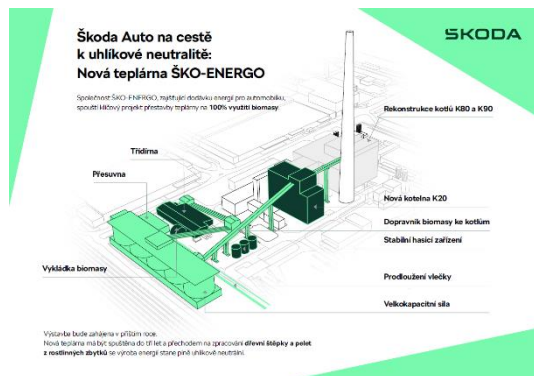 Škoda Auto na cestě
k uhlíkové neutralitě:
Nová teplárna ŠKO-ENERGO
ŠKODA
Společnost ŠKO-ENERGO, zajišťující dodávku energií pro automobilku,
spouští klíčový projekt přestavby teplárny na 100% využití biomasy.
Rekonstrukce kotlů K80 a K90
Třídírna
Přesuvna
Nová kotelna K20
Dopravník biomasy ke kotlům
Stabilní hasicí zařízení
Vykládka biomasy
Prodloužení vlečky
Velkokapacitní sila
Výstavba bude zahájena v příštím roce.
Nová teplárna má být spuštěna do tří let a přechodem na zpracování dřevní štěpky a pelet
z rostlinných zbytků se výroba energií stane plně uhlíkově neutrální.